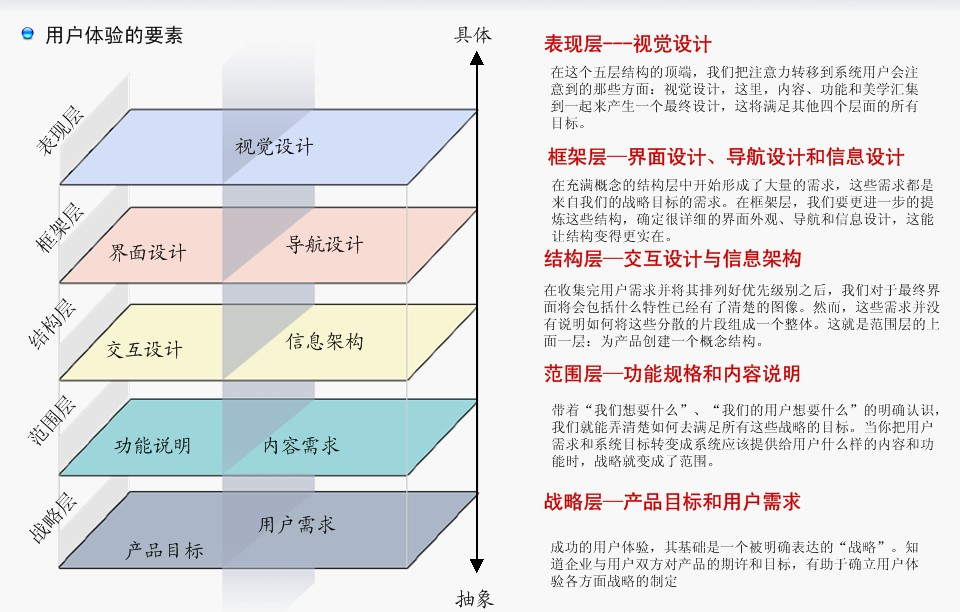 用户体验的要素
具体
表现层
视觉设计
框架层
界面设计
导航设计
结构层
交互设计
信息架构
范围层
功能说明
内容需求
战略层
用户需求
产品目标
抽象
表现层---视觉设计
在这个五层结构的顶端，我们把注意力转移到系统用户会注
意到的那些方面：视觉设计，这里，内容、功能和美学汇集
到一起来产生一个最终设计，这将满足其他四个层面的所有
目标。
框架层—界面设计、导航设计和信息设计
在充满概念的结构层中开始形成了大量的需求，这些需求都是
来自我们的战略目标的需求。在框架层，我们要更进一步的提
炼这些结构，确定很详细的界面外观、导航和信息设计，这能
让结构变得更实在。
结构层—交互设计与信息架构
在收集完用户需求并将其排列好优先级别之后，我们对于最终界
面将会包括什么特性已经有了清楚的图像。然而，这些需求并没
有说明如何将这些分散的片段组成一个整体。这就是范围层的上
面一层：为产品创建一个概念结构。
范围层—功能规格和内容说明
带着“我们想要什么”、“我们的用户想要什么”的明确认识，
我们就能弄清楚如何去满足所有这些战略的目标。当你把用户
需求和系统目标转变成系统应该提供给用户什么样的内容和功
能时，战略就变成了范围。
战略层—产品目标和用户需求
成功的用户体验，其基础是一个被明确表达的“战略”。知
道企业与用户双方对产品的期许和目标，有助于确立用户体
验各方面战略的制定